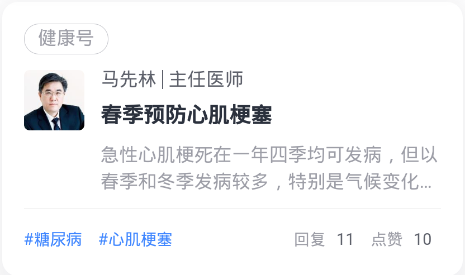 健康号
马先林|主任医师
春季预防心肌梗塞
急性心肌梗死在一年四季均可发病，但以
春季和冬季发病较多，特别是气候变化...
#糖尿病 #心肌梗塞 回复 11 点赞 10